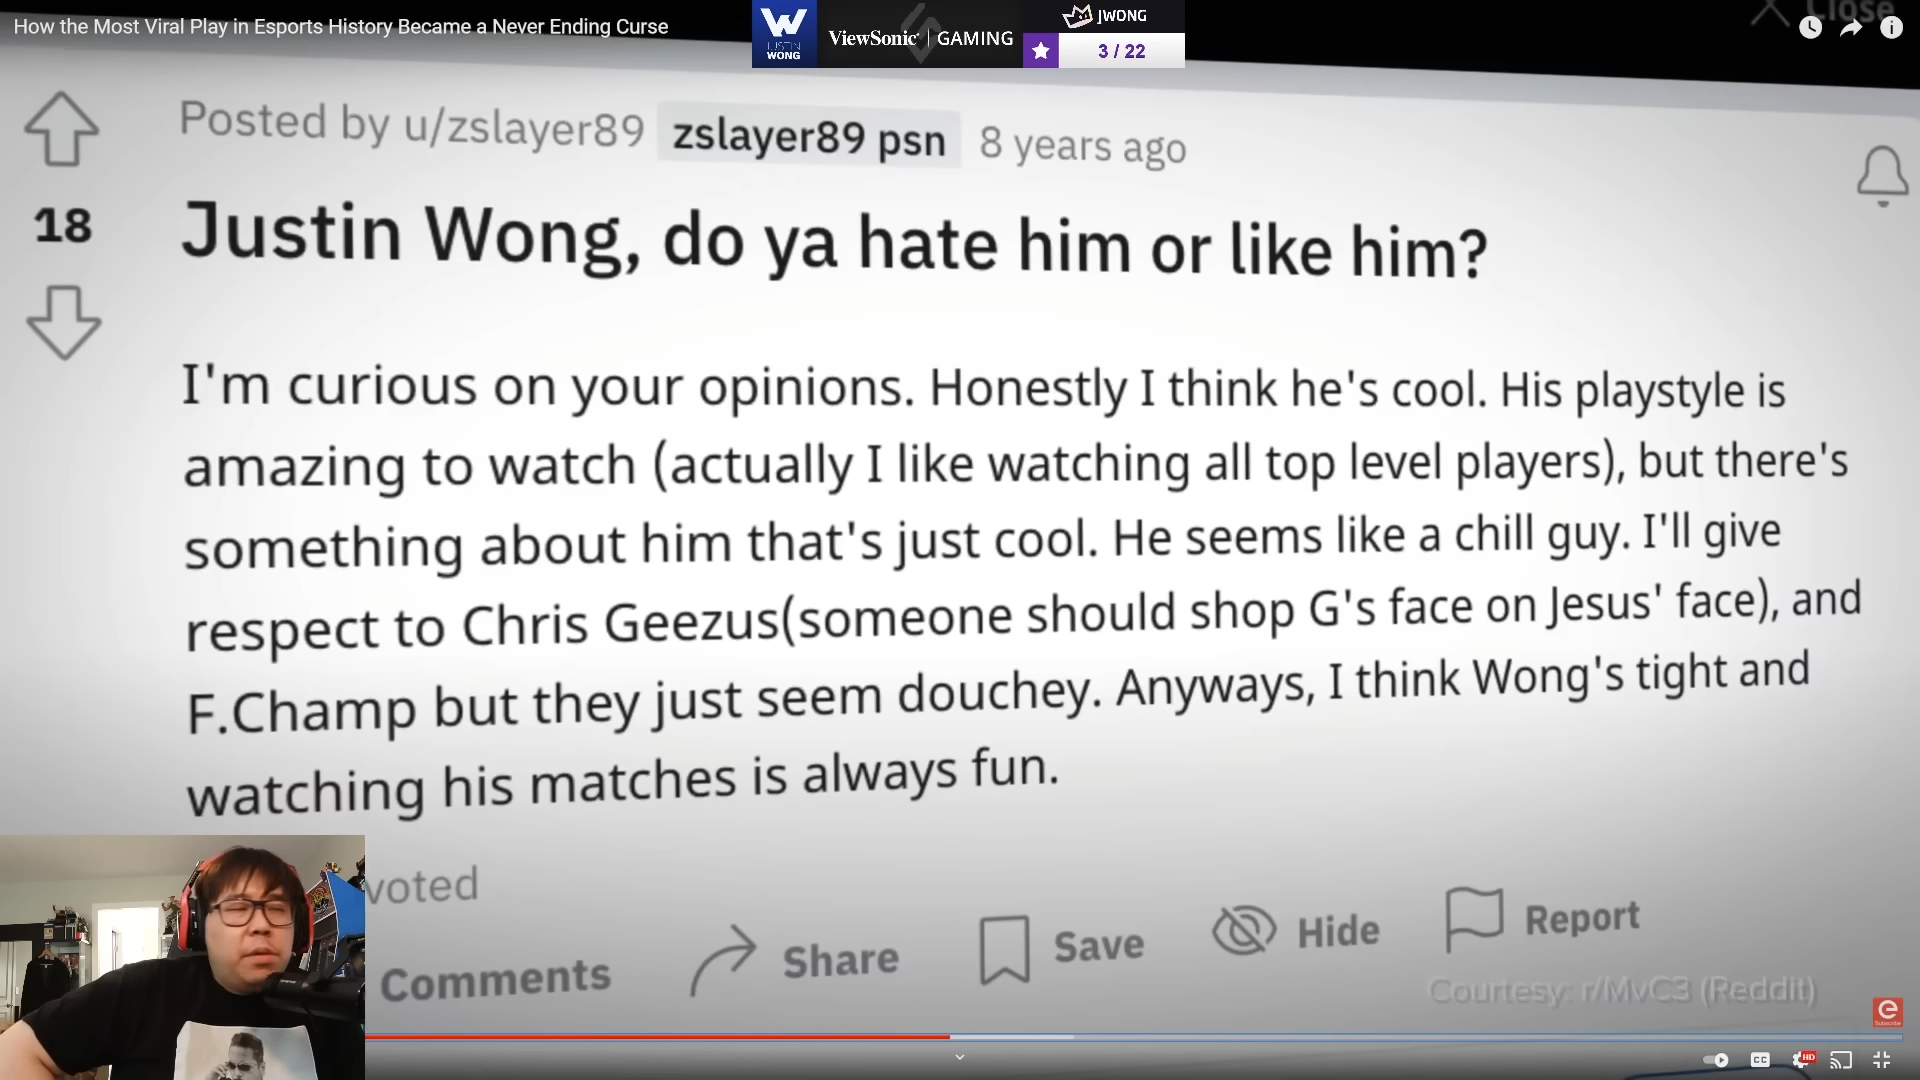 How the Most Viral Play in Esports History Became a Never Ending Curse
W
JUSTIN
WONG
ViewSonic | GAMING
JWONG
3 / 22
Close
Posted by u/zslayer89 zslayer89 psn 8 years ago
18
Justin Wong, do ya hate him or like him?
I'm curious on your opinions. Honestly I think he's cool. His playstyle is
amazing to watch (actually I like watching all top level players), but there's
something about him that's just cool. He seems like a chill guy. I'll give
respect to Chris Geezus(someone should shop G's face on Jesus' face), and
F.Champ but they just seem douchey. Anyways, I think Wong's tight and
watching his matches is always fun.
voted
Comments Share Save Hide Report
Courtesy: r/MvC3 (Reddit)
e
Subscribe
CC
HD